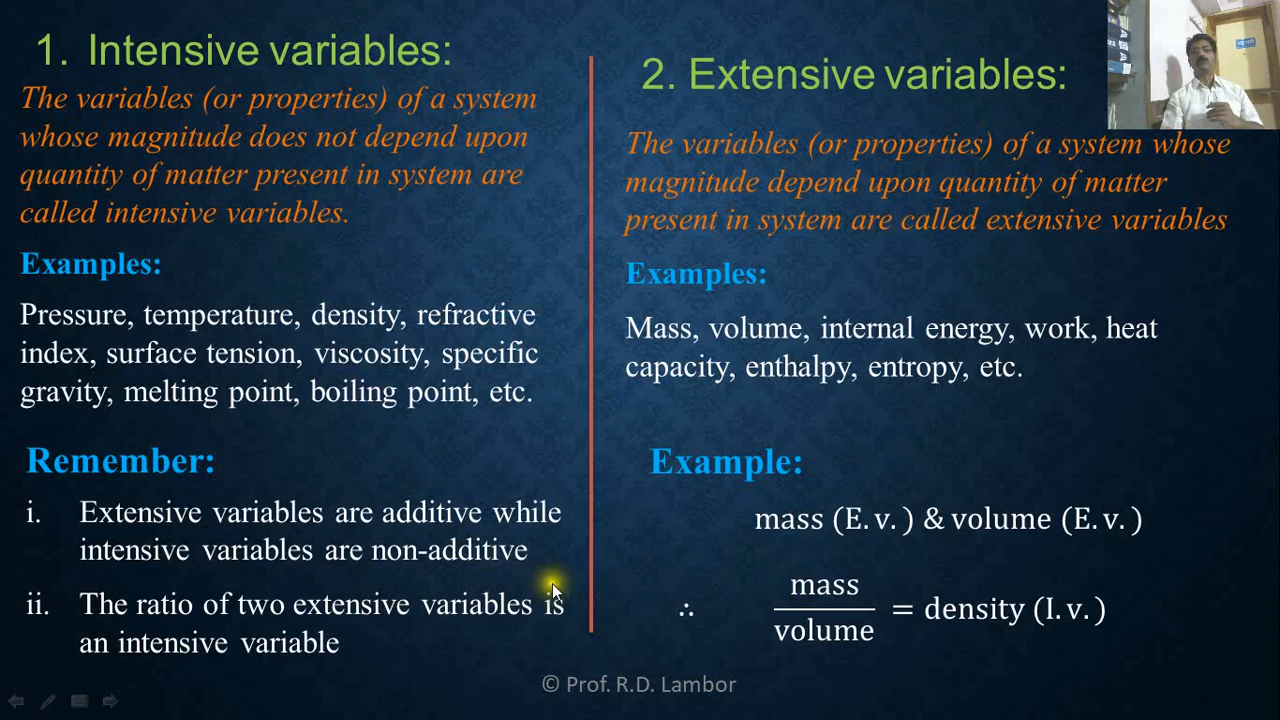 1. Intensive variables:
The variables (or properties) of a system
whose magnitude does not depend upon
quantity of matter present in system are
called intensive variables.
Examples:
Pressure, temperature, density, refractive
index, surface tension, viscosity, specific
gravity, melting point, boiling point, etc.
Remember:
i. Extensive variables are additive while
intensive variables are non-additive
ii. The ratio of two extensive variables is
an intensive variable
2. Extensive variables:
The variables (or properties) of a system whose
magnitude depend upon quantity of matter
present in system are called extensive variables
Examples:
Mass, volume, internal energy, work, heat
capacity, enthalpy, entropy, etc.
Example:
mass (E.v.) & volume (E.v.)
∴ mass/volume = density (I.v.)
© Prof. R.D. Lambor